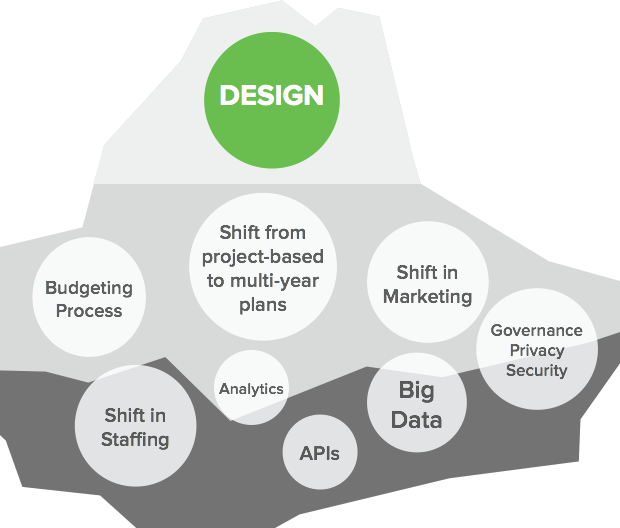 DESIGN
Shift from
project-based
to multi-year
plans
Budgeting
Process
Shift in
Marketing
Governance
Privacy
Security
Analytics
Big
Data
Shift in
Staffing
APIs